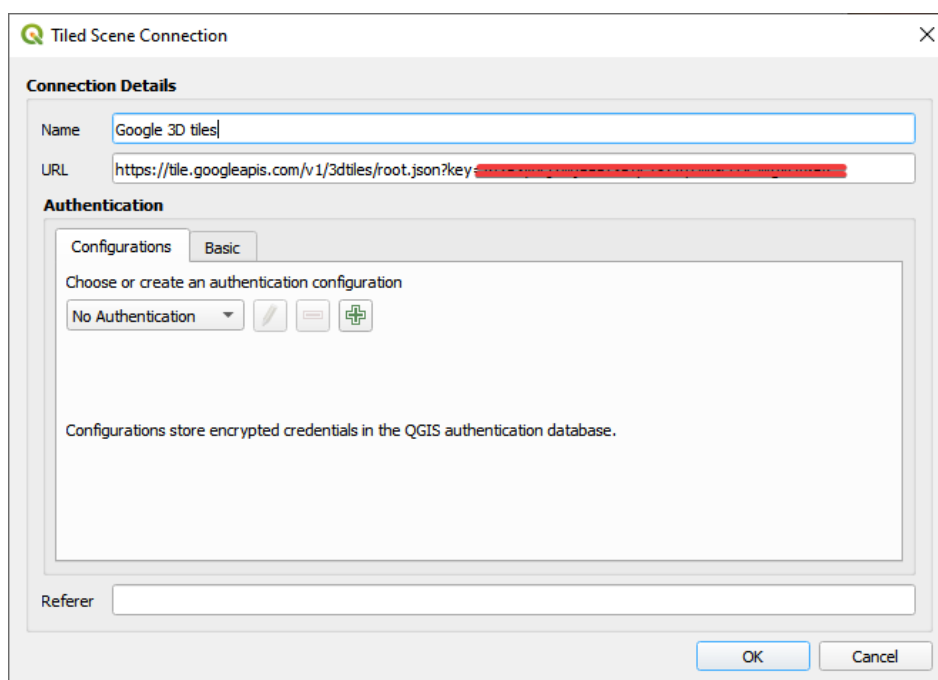 Tiled Scene Connection
Connection Details
Name Google 3D tiles
URL https://tile.googleapis.com/v1/3dtiles/root.json?key=
Authentication
Configurations Basic
Choose or create an authentication configuration
No Authentication
Configurations store encrypted credentials in the QGIS authentication database.
Referer
OK Cancel